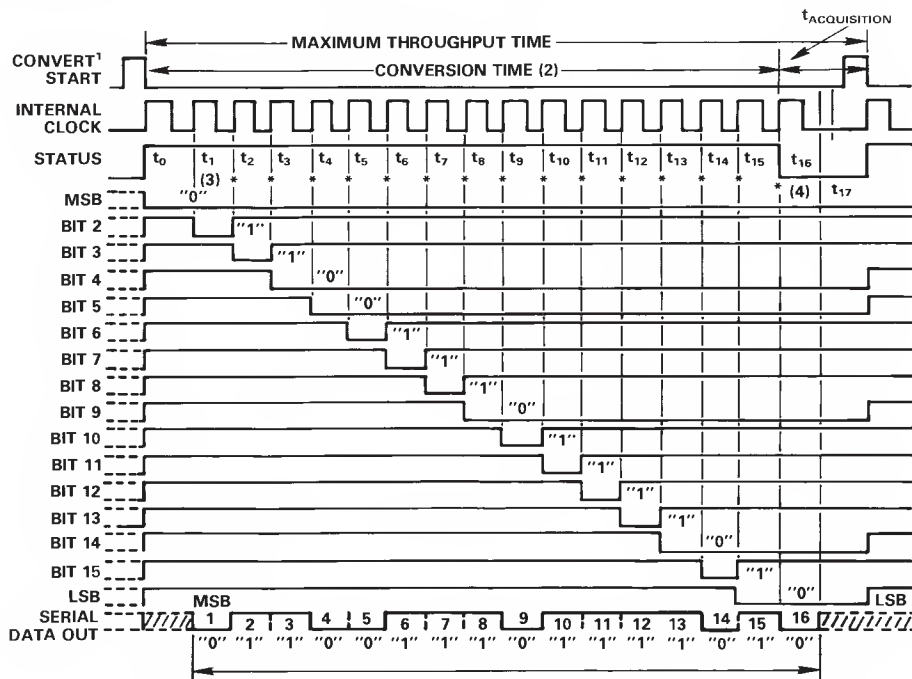 tACQUISITION
MAXIMUM THROUGHPUT TIME
CONVERT1
START
CONVERSION TIME (2)
INTERNAL
CLOCK
STATUS
t0 t1 t2 t3 t4 t5 t6 t7 t8 t9 t10 t11 t12 t13 t14 t15 t16
(3) * * * * * * * * * * * * * * * (4) t17
MSB "0"
BIT 2 "1"
BIT 3 "1"
BIT 4 "0"
BIT 5 "0"
BIT 6 "1"
BIT 7 "1"
BIT 8 "1"
BIT 9 "0"
BIT 10 "1"
BIT 11 "1"
BIT 12 "1"
BIT 13 "1"
BIT 14 "0"
BIT 15 "1"
LSB "0"
MSB LSB
SERIAL
DATA OUT
1 2 3 4 5 6 7 8 9 10 11 12 13 14 15 16
"0" "1" "1" "0" "0" "1" "1" "1" "0" "1" "1" "1" "1" "0" "1" "0"